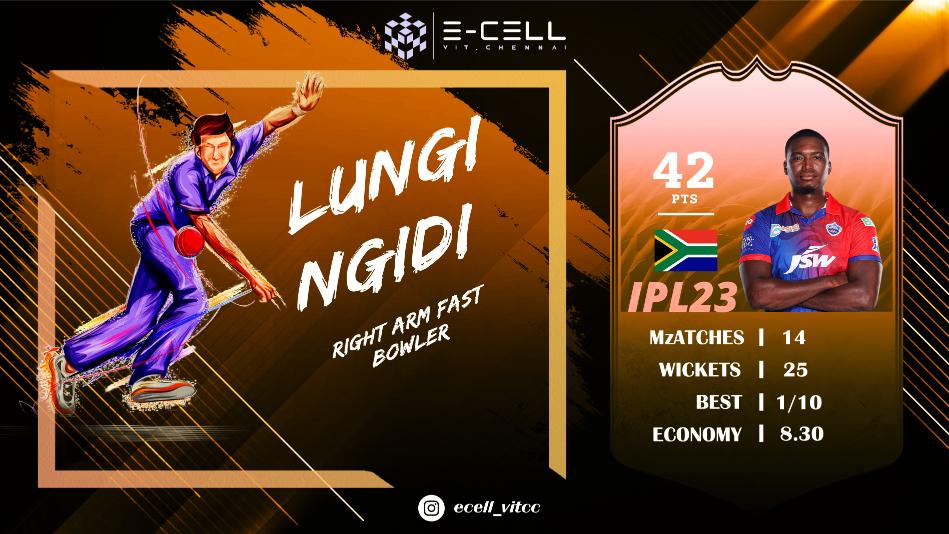 E-CELL
VIT, CHENNAI
LUNGI
NGIDI
RIGHT ARM FAST
BOWLER
42
PTS
IPL23
JSW
MzATCHES | 14
WICKETS | 25
BEST | 1/10
ECONOMY | 8.30
ecell_vitcc